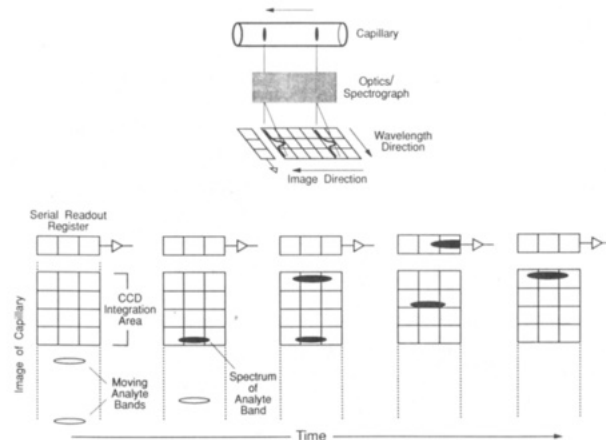 Capillary
Optics/
Spectrograph
Wavelength
Direction
Image Direction
Serial Readout
Register
CCD
Integration
Area
Image of Capillary
Moving
Analyte
Bands
Spectrum
of Analyte
Band
Time